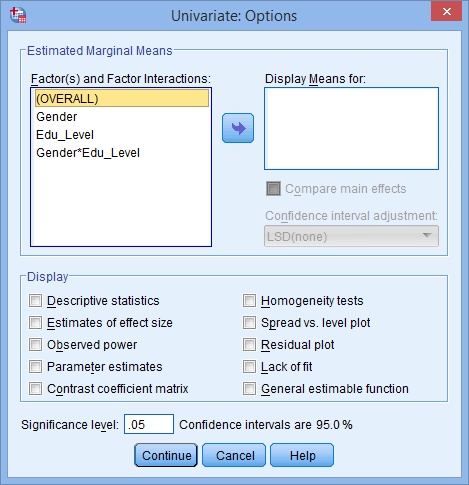 Univariate: Options
Estimated Marginal Means
Factor(s) and Factor Interactions:
(OVERALL)
Gender
Edu_Level
Gender*Edu_Level
Display Means for:
Compare main effects
Confidence interval adjustment:
LSD(none)
Display
Descriptive statistics
Estimates of effect size
Observed power
Parameter estimates
Contrast coefficient matrix
Homogeneity tests
Spread vs. level plot
Residual plot
Lack of fit
General estimable function
Significance level: .05 Confidence intervals are 95.0 %
Continue Cancel Help